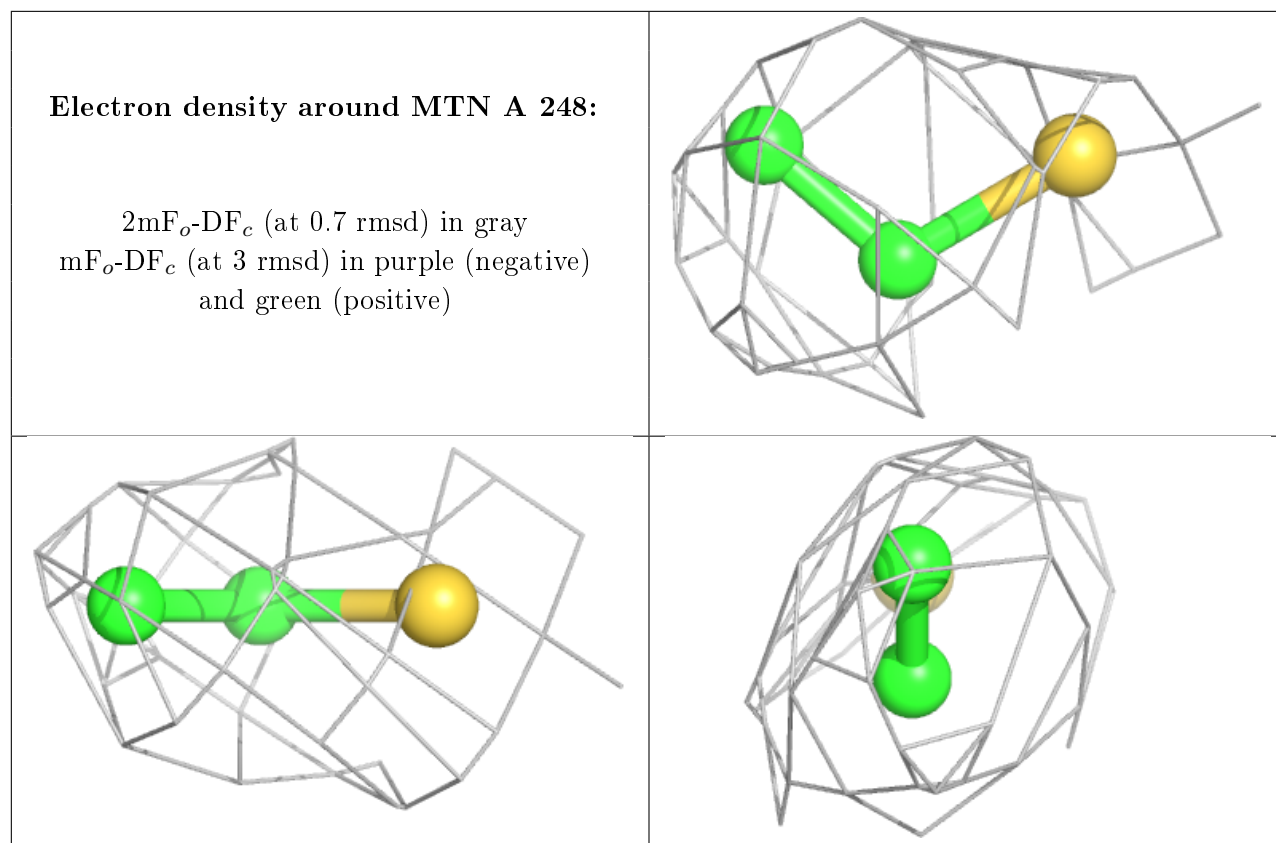 Electron density around MTN A 248:
2mFₒ-DF𝒸 (at 0.7 rmsd) in gray
mFₒ-DF𝒸 (at 3 rmsd) in purple (negative)
and green (positive)